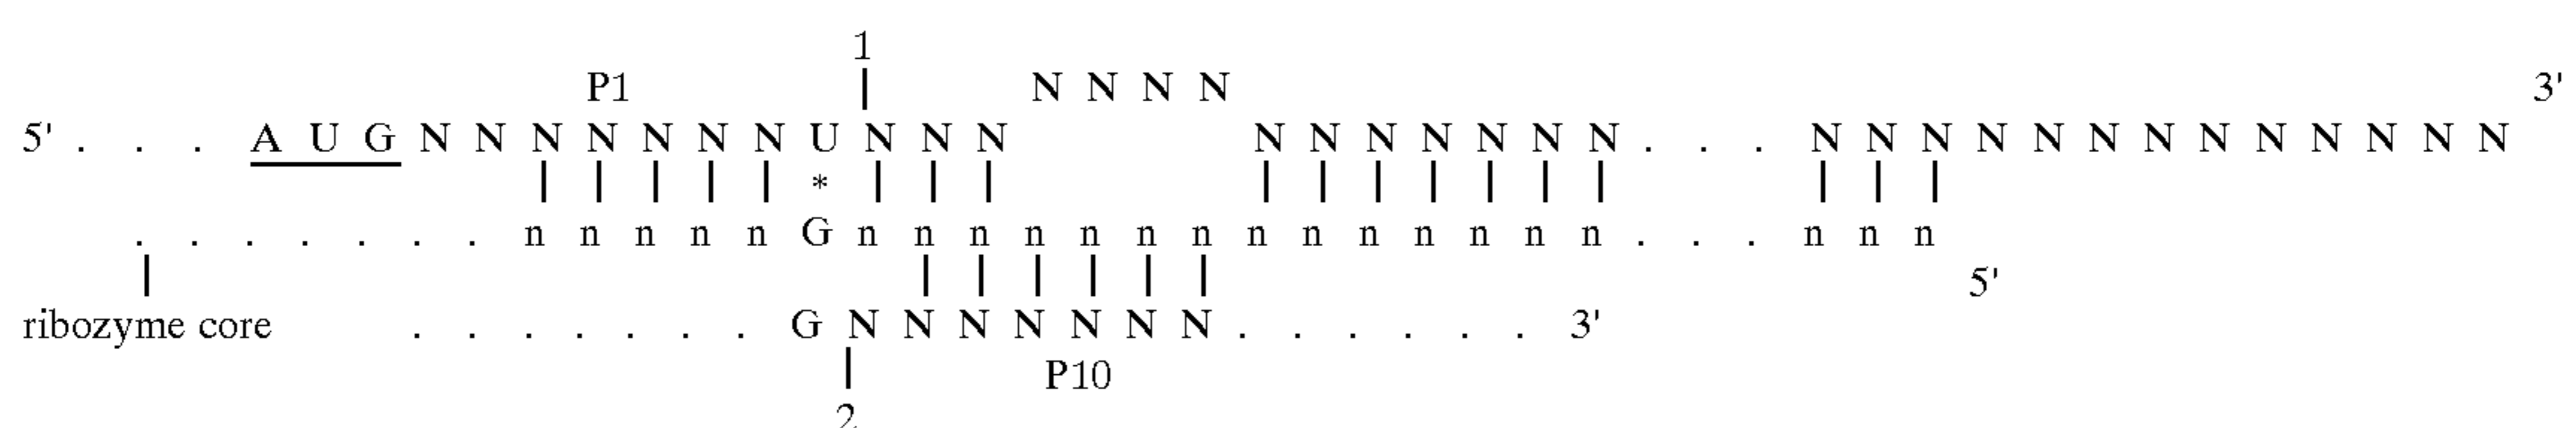 1
P1 N N N N 3'
5' . . . A U G N N N N N N N U N N N N N N N N N N . . . N N N N N N N N N N N N N
*
. . . . . . . n n n n n G n n n n n n n n n n n n n n . . . n n n
5'
ribozyme core . . . . . . . G N N N N N N N . . . . . . 3'
P10
2